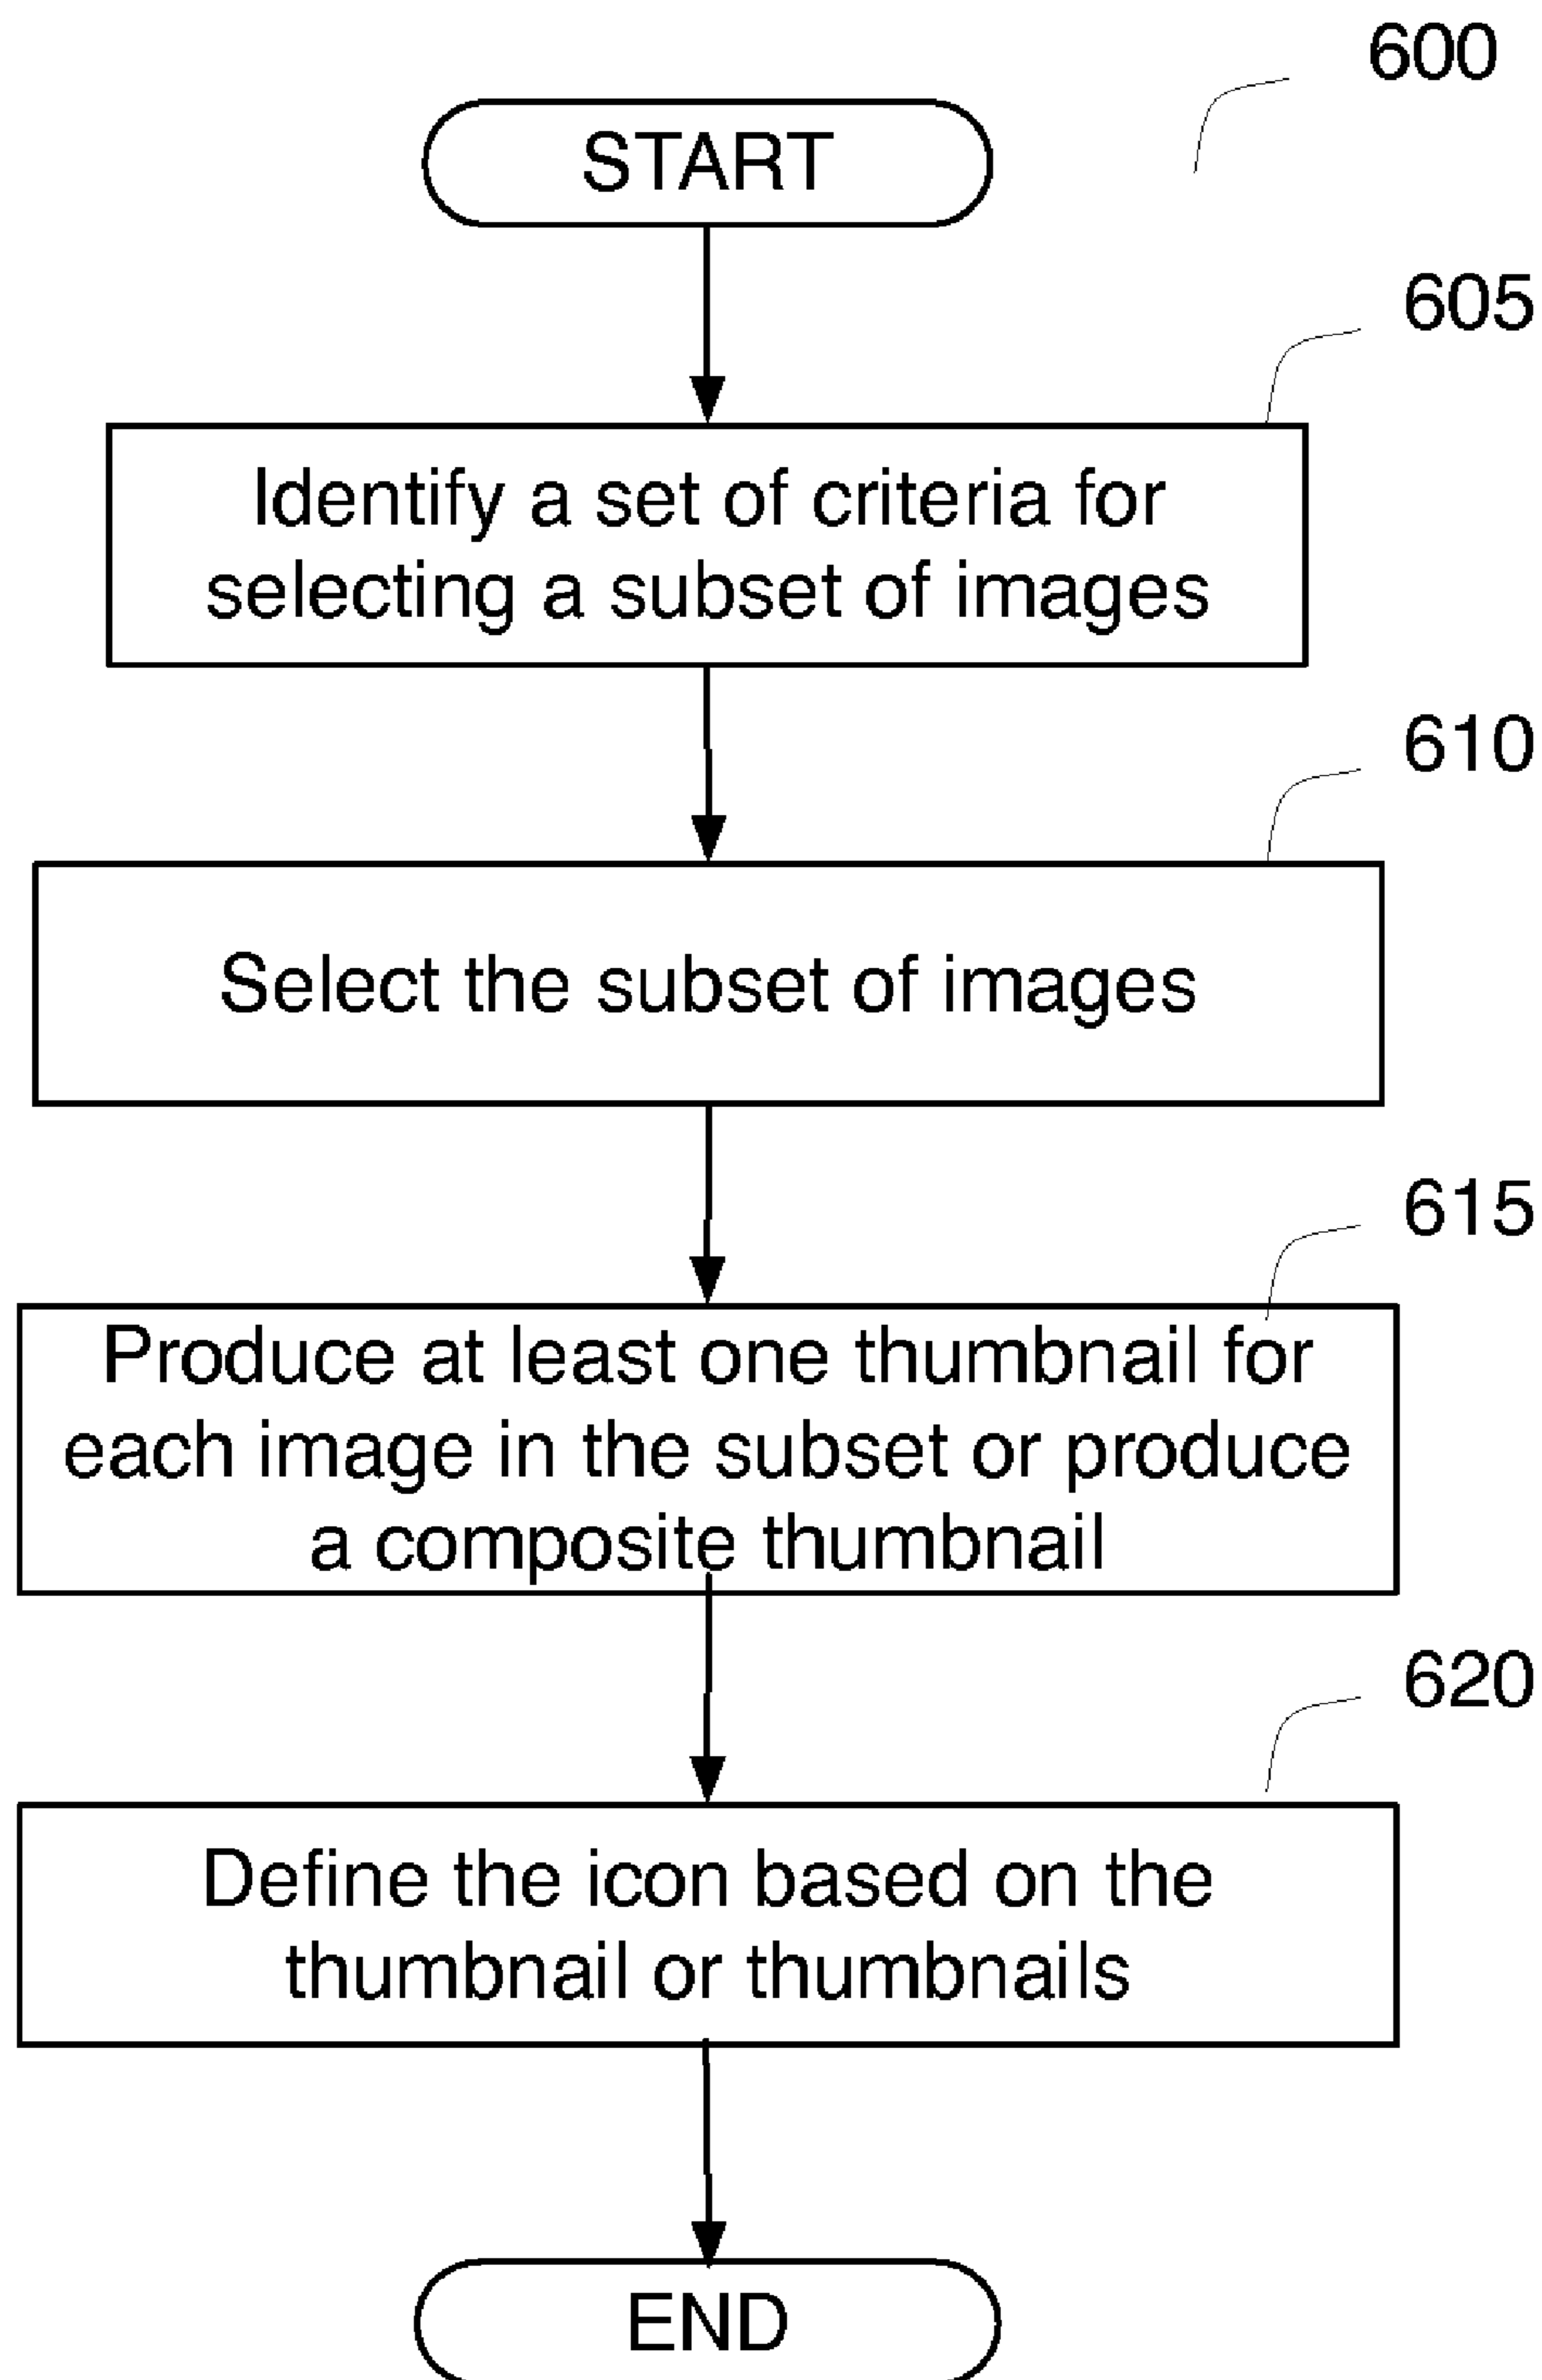 600
START
605
Identify a set of criteria for
selecting a subset of images
610
Select the subset of images
615
Produce at least one thumbnail for
each image in the subset or produce
a composite thumbnail
620
Define the icon based on the
thumbnail or thumbnails
END